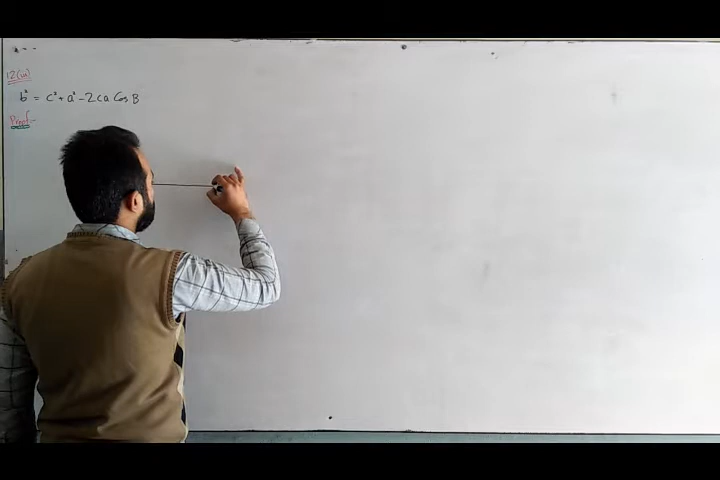 12(iii)
b² = c² + a² - 2ca Cos B
Proof:-